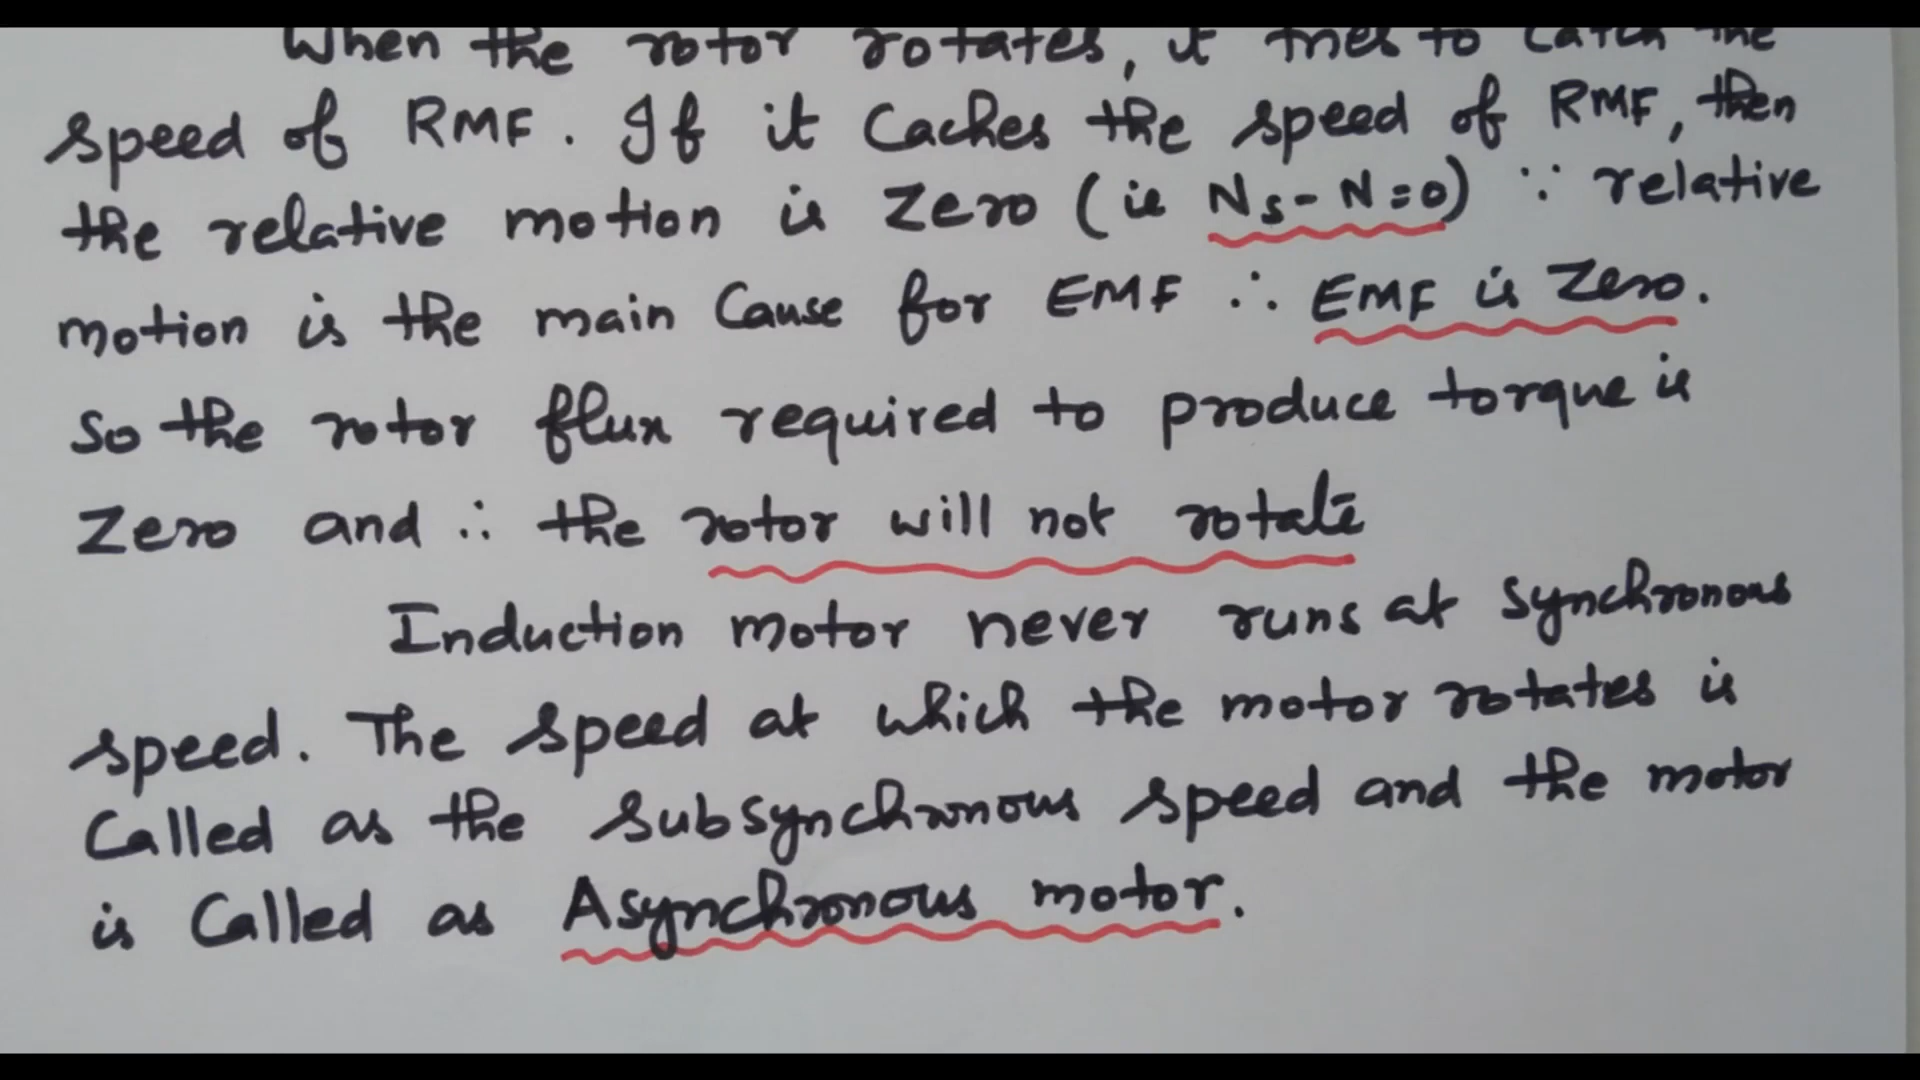 When the rotor rotates, it tries to catch the
speed of RMF. If it Caches the speed of RMF, then
the relative motion is Zero (ie Ns - N = 0) ∵ relative
motion is the main Cause for EMF ∴ EMF is Zero.
So the rotor flux required to produce torque is
Zero and ∴ the rotor will not rotate
Induction motor never runs at Synchronous
speed. The speed at which the motor rotates is
Called as the Subsynchronous speed and the motor
is Called as Asynchronous motor.